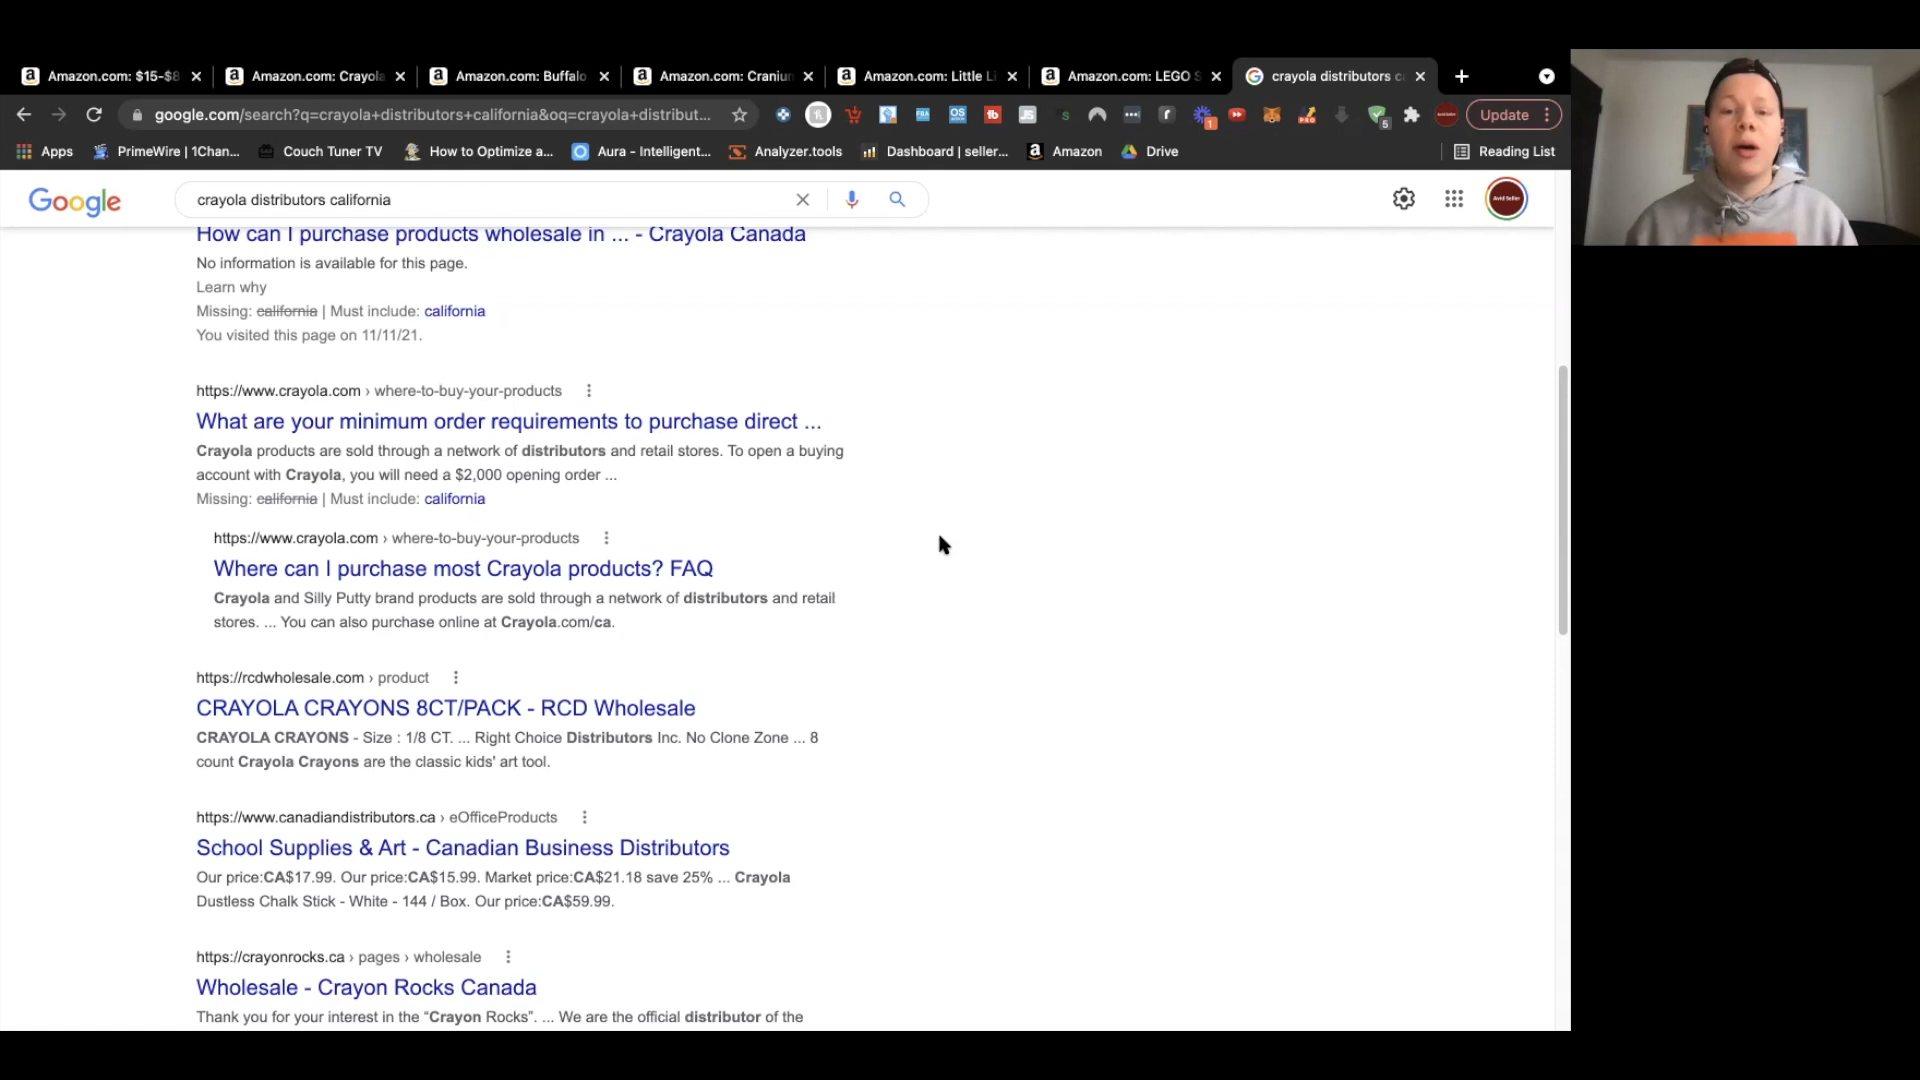 Amazon.com: $15-$8
Amazon.com: Crayola
Amazon.com: Buffalo
Amazon.com: Cranium
Amazon.com: Little Li
Amazon.com: LEGO S
crayola distributors c
google.com/search?q=crayola+distributors+california&oq=crayola+distribut...
Update
Apps
PrimeWire | 1Chan...
Couch Tuner TV
How to Optimize a...
Aura - Intelligent...
Analyzer.tools
Dashboard | seller...
Amazon
Drive
Reading List
Google
crayola distributors california
Avid Seller
How can I purchase products wholesale in ... - Crayola Canada
No information is available for this page.
Learn why
Missing: california | Must include: california
You visited this page on 11/11/21.
https://www.crayola.com › where-to-buy-your-products
What are your minimum order requirements to purchase direct ...
Crayola products are sold through a network of distributors and retail stores. To open a buying
account with Crayola, you will need a $2,000 opening order ...
Missing: california | Must include: california
https://www.crayola.com › where-to-buy-your-products
Where can I purchase most Crayola products? FAQ
Crayola and Silly Putty brand products are sold through a network of distributors and retail
stores. ... You can also purchase online at Crayola.com/ca.
https://rcdwholesale.com › product
CRAYOLA CRAYONS 8CT/PACK - RCD Wholesale
CRAYOLA CRAYONS - Size : 1/8 CT. ... Right Choice Distributors Inc. No Clone Zone ... 8
count Crayola Crayons are the classic kids' art tool.
https://www.canadiandistributors.ca › eOfficeProducts
School Supplies & Art - Canadian Business Distributors
Our price:CA$17.99. Our price:CA$15.99. Market price:CA$21.18 save 25% ... Crayola
Dustless Chalk Stick - White - 144 / Box. Our price:CA$59.99.
https://crayonrocks.ca › pages › wholesale
Wholesale - Crayon Rocks Canada
Thank you for your interest in the “Crayon Rocks”. ... We are the official distributor of the